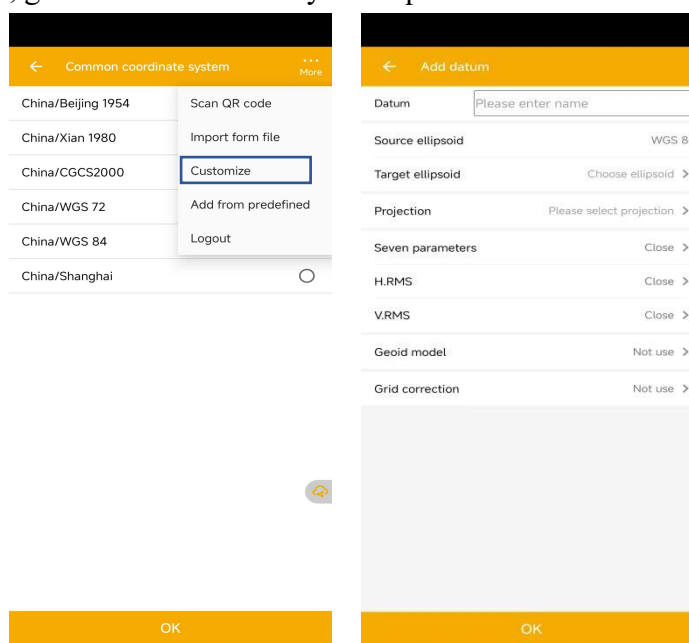 Common coordinate system
More
China/Beijing 1954
China/Xian 1980
China/CGCS2000
China/WGS 72
China/WGS 84
China/Shanghai
Scan QR code
Import form file
Customize
Add from predefined
Logout
OK
Add datum
Datum Please enter name
Source ellipsoid WGS 8
Target ellipsoid Choose ellipsoid >
Projection Please select projection >
Seven parameters Close >
H.RMS Close >
V.RMS Close >
Geoid model Not use >
Grid correction Not use >
OK